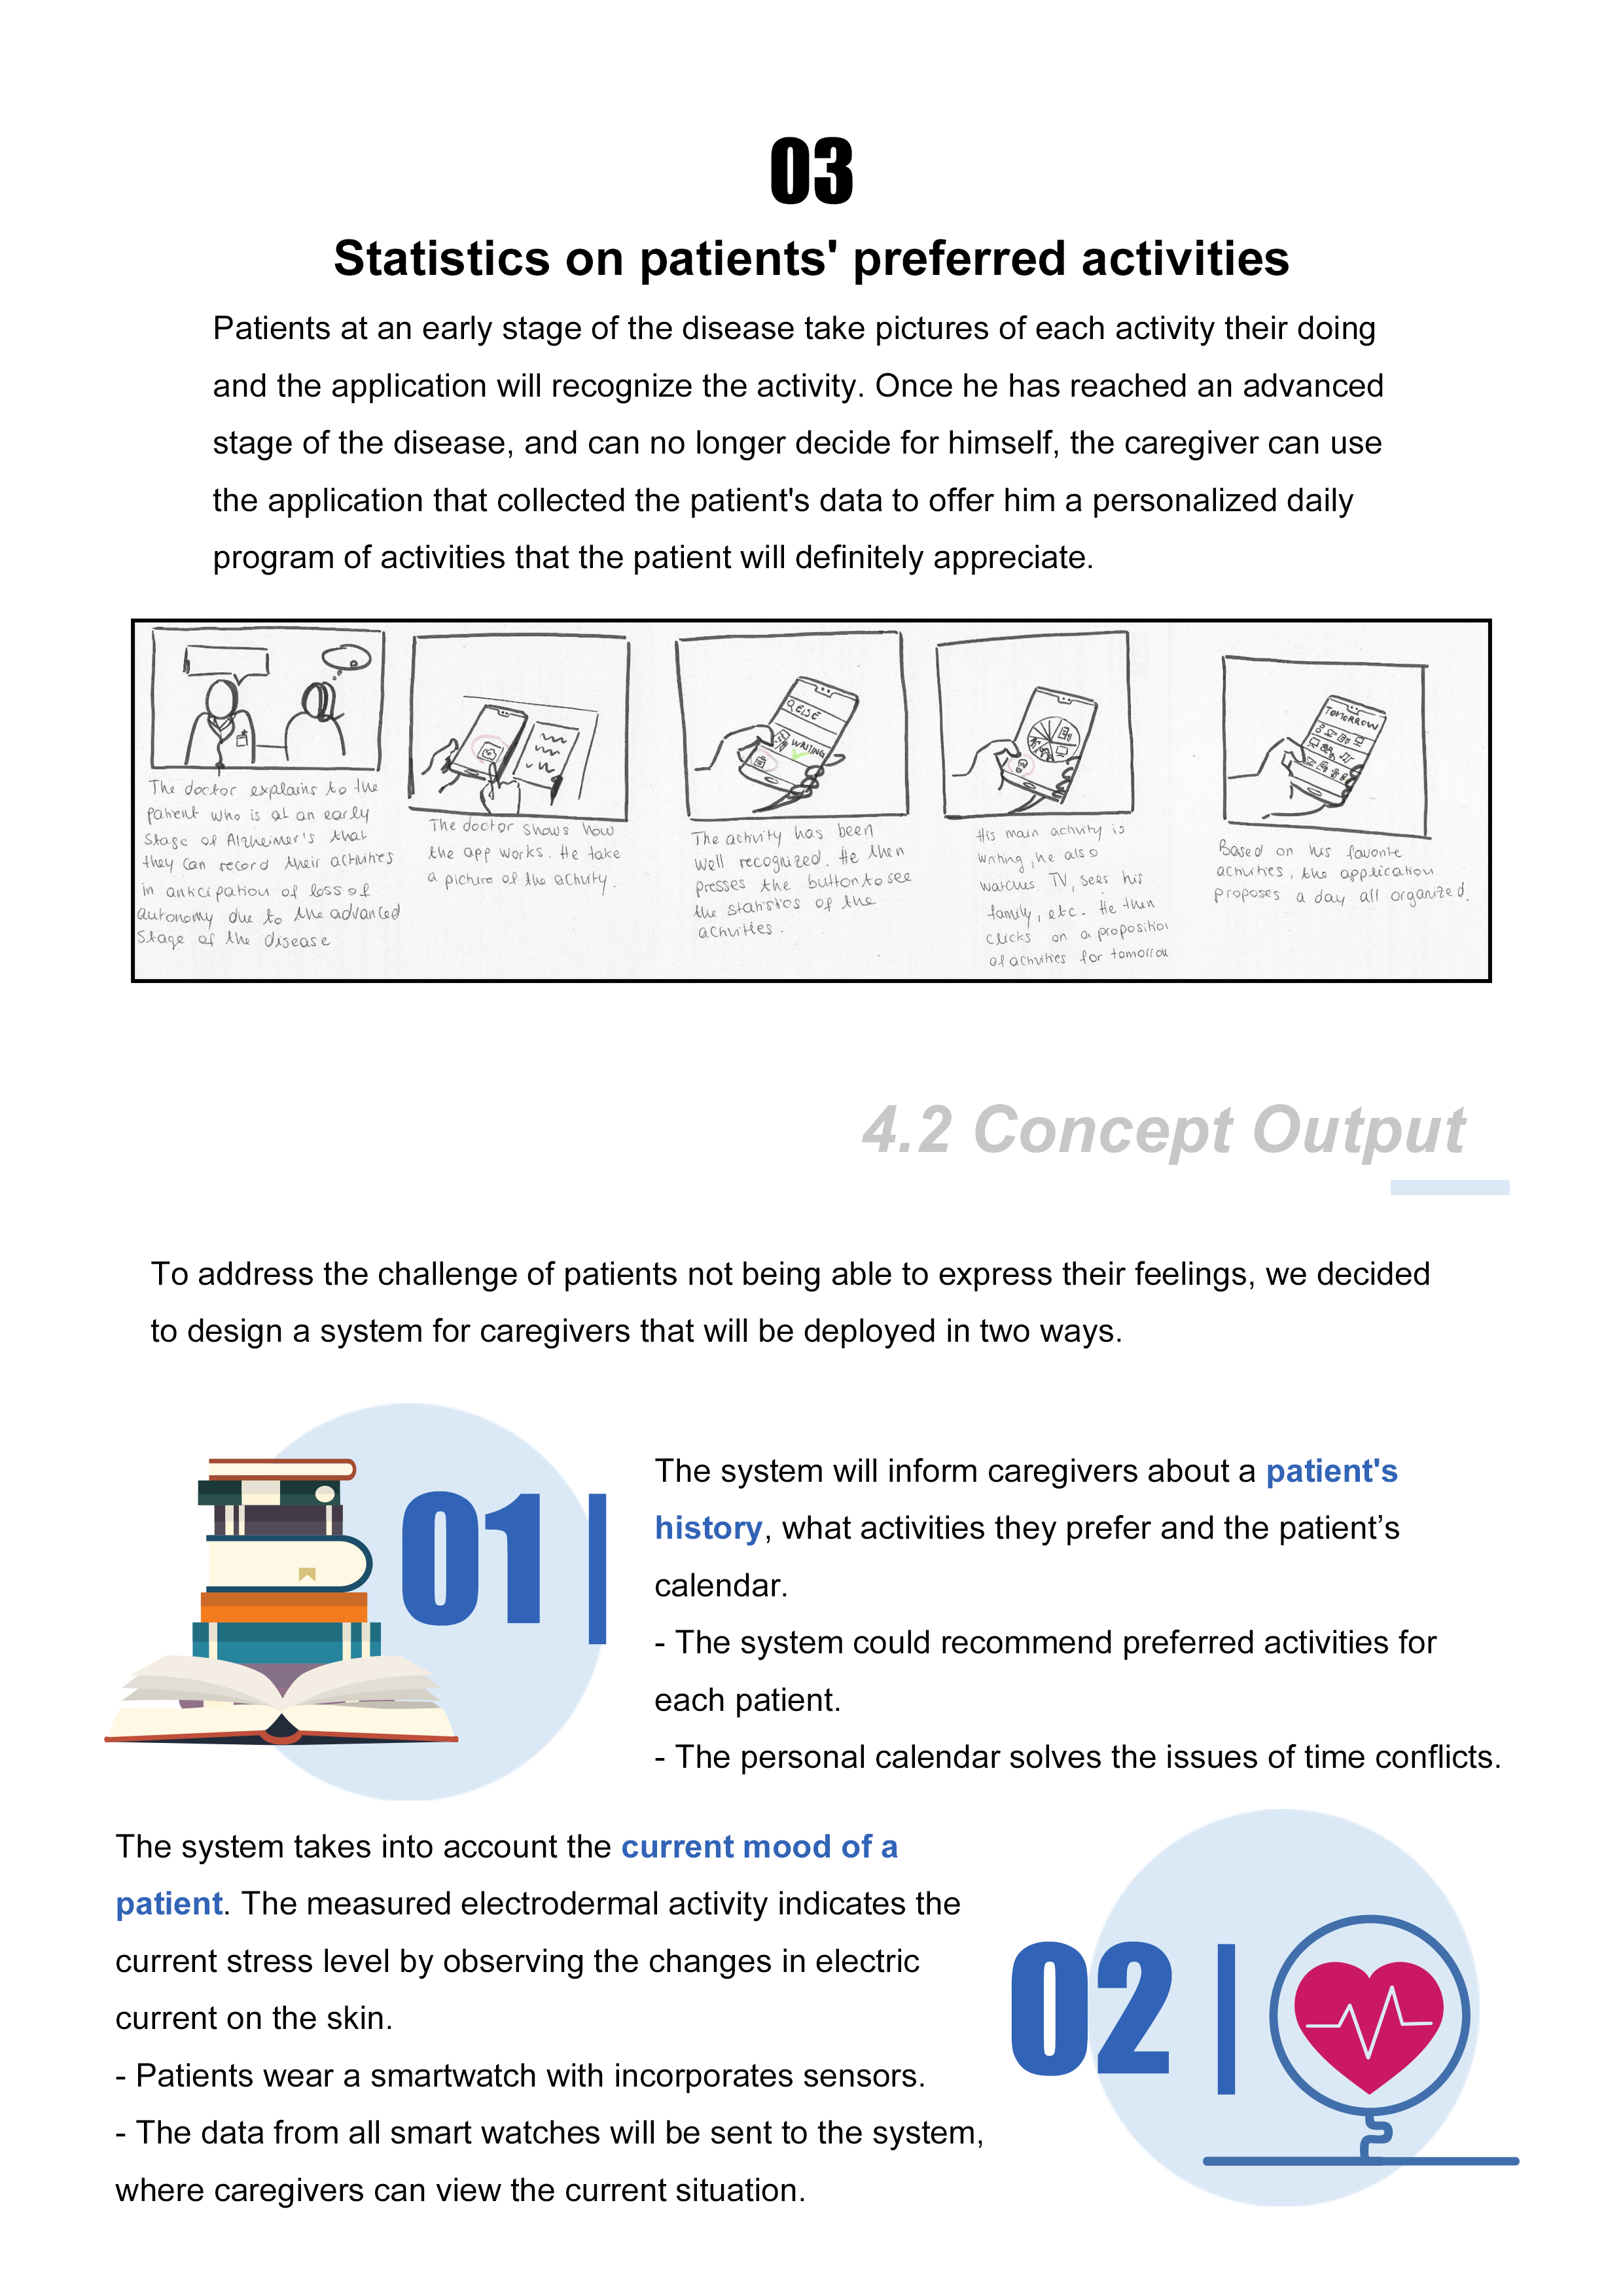 03
Statistics on patients' preferred activities
Patients at an early stage of the disease take pictures of each activity their doing
and the application will recognize the activity. Once he has reached an advanced
stage of the disease, and can no longer decide for himself, the caregiver can use
the application that collected the patient's data to offer him a personalized daily
program of activities that the patient will definitely appreciate.
The doctor explains to the
patient who is at an early
stage of Alzheimer's that
they can record their activities
in anticipation of loss of
autonomy due to the advanced
stage of the disease
The doctor shows how
the app works. He take
a picture of the activity.
ELSE
WRITING
The activity has been
well recognized. He then
presses the button to see
the statistics of the
activities.
His main activity is
writing, he also
watches TV, sees his
family, etc. He then
clicks on a proposition
of activities for tomorrow
TOMORROW
Based on his favorite
activities, the application
proposes a day all organized.
4.2 Concept Output
To address the challenge of patients not being able to express their feelings, we decided
to design a system for caregivers that will be deployed in two ways.
01
The system will inform caregivers about a patient's
history, what activities they prefer and the patient’s
calendar.
- The system could recommend preferred activities for
each patient.
- The personal calendar solves the issues of time conflicts.
The system takes into account the current mood of a
patient. The measured electrodermal activity indicates the
current stress level by observing the changes in electric
current on the skin.
- Patients wear a smartwatch with incorporates sensors.
- The data from all smart watches will be sent to the system,
where caregivers can view the current situation.
02